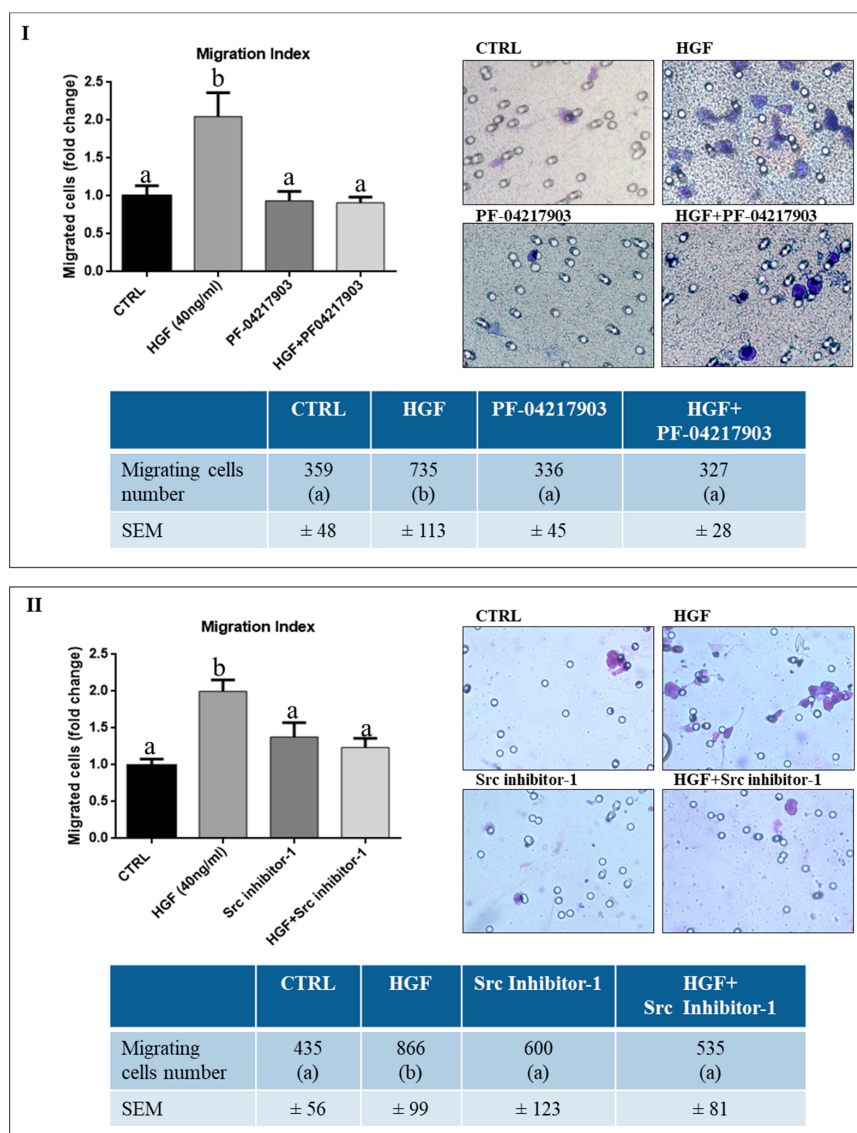 I
Migration Index
Migrated cells (fold change)
2.5
2.0
1.5
1.0
0.5
0.0
a
b
a
a
CTRL
HGF (40ng/ml)
PF-04217903
HGF+PF04217903
CTRL
HGF
PF-04217903
HGF+PF-04217903
CTRL HGF PF-04217903 HGF+
PF-04217903
Migrating cells 359 735 336 327
number (a) (b) (a) (a)
SEM ± 48 ± 113 ± 45 ± 28
II
Migration Index
Migrated cells (fold change)
2.5
2.0
1.5
1.0
0.5
0.0
a
b
a
a
CTRL
HGF (40ng/ml)
Src inhibitor-1
HGF+Src inhibitor-1
CTRL
HGF
Src inhibitor-1
HGF+Src inhibitor-1
CTRL HGF Src Inhibitor-1 HGF+
Src Inhibitor-1
Migrating 435 866 600 535
cells number (a) (b) (a) (a)
SEM ± 56 ± 99 ± 123 ± 81